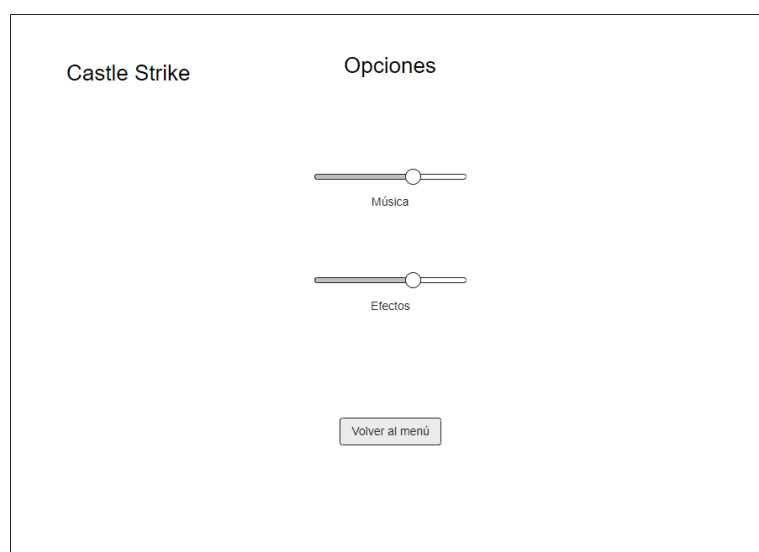 Castle Strike
Opciones
Música
Efectos
Volver al menú